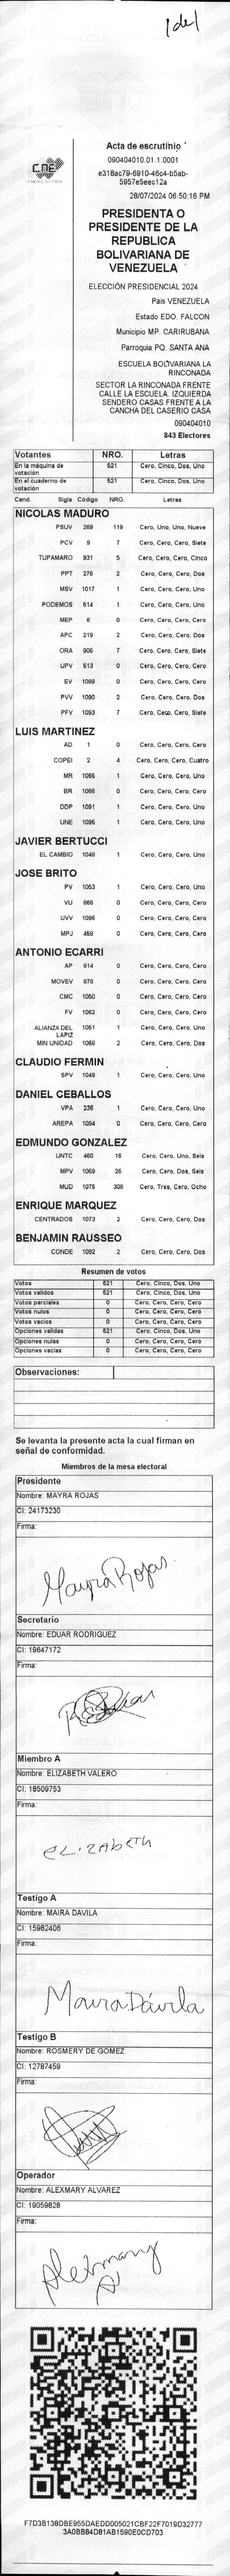 1 de 1
CNE
Acta de escrutinio
090404010.01.1.0001
e318ac79-6910-46c4-b5ab-
5957e5eec12a
28/07/2024 06:50:16 PM
PRESIDENTA O
PRESIDENTE DE LA
REPUBLICA
BOLIVARIANA DE
VENEZUELA
ELECCIÓN PRESIDENCIAL 2024
Pais VENEZUELA
Estado EDO. FALCON
Municipio MP. CARIRUBANA
Parroquia PQ. SANTA ANA
ESCUELA BOLIVARIANA LA
RINCONADA
SECTOR LA RINCONADA FRENTE
CALLE LA ESCUELA. IZQUIERDA
SENDERO CASAS FRENTE A LA
CANCHA DEL CASERIO CASA
090404010
843 Electores
Votantes NRO. Letras
En la máquina de votación 521 Cero, Cinco, Dos, Uno
En el cuaderno de votación 521 Cero, Cinco, Dos, Uno
Cand. Sigla Código NRO. Letras
NICOLAS MADURO
PSUV 269 119 Cero, Uno, Uno, Nueve
PCV 9 7 Cero, Cero, Cero, Siete
TUPAMARO 931 5 Cero, Cero, Cero, Cinco
PPT 276 2 Cero, Cero, Cero, Dos
MSV 1017 1 Cero, Cero, Cero, Uno
PODEMOS 514 1 Cero, Cero, Cero, Uno
MEP 6 0 Cero, Cero, Cero, Cero
APC 219 2 Cero, Cero, Cero, Dos
ORA 906 7 Cero, Cero, Cero, Siete
UPV 513 0 Cero, Cero, Cero, Cero
EV 1089 0 Cero, Cero, Cero, Cero
PVV 1090 2 Cero, Cero, Cero, Dos
PFV 1093 7 Cero, Cero, Cero, Siete
LUIS MARTINEZ
AD 1 0 Cero, Cero, Cero, Cero
COPEI 2 4 Cero, Cero, Cero, Cuatro
MR 1065 1 Cero, Cero, Cero, Uno
BR 1066 0 Cero, Cero, Cero, Cero
DDP 1091 1 Cero, Cero, Cero, Uno
UNE 1095 1 Cero, Cero, Cero, Uno
JAVIER BERTUCCI
EL CAMBIO 1048 1 Cero, Cero, Cero, Uno
JOSE BRITO
PV 1053 1 Cero, Cero, Cero, Uno
VU 868 0 Cero, Cero, Cero, Cero
UVV 1096 0 Cero, Cero, Cero, Cero
MPJ 458 0 Cero, Cero, Cero, Cero
ANTONIO ECARRI
AP 814 0 Cero, Cero, Cero, Cero
MOVEV 878 0 Cero, Cero, Cero, Cero
CMC 1050 0 Cero, Cero, Cero, Cero
FV 1052 0 Cero, Cero, Cero, Cero
ALIANZA DEL LAPIZ 1051 1 Cero, Cero, Cero, Uno
MIN UNIDAD 1068 2 Cero, Cero, Cero, Dos
CLAUDIO FERMIN
SPV 1049 1 Cero, Cero, Cero, Uno
DANIEL CEBALLOS
VPA 236 1 Cero, Cero, Cero, Uno
AREPA 1094 0 Cero, Cero, Cero, Cero
EDMUNDO GONZALEZ
UNTC 460 16 Cero, Cero, Uno, Seis
MPV 1069 26 Cero, Cero, Dos, Seis
MUD 1075 308 Cero, Tres, Cero, Ocho
ENRIQUE MARQUEZ
CENTRADOS 1073 2 Cero, Cero, Cero, Dos
BENJAMIN RAUSSEO
CONDE 1092 2 Cero, Cero, Cero, Dos
Resumen de votos
Votos 521 Cero, Cinco, Dos, Uno
Votos validos 521 Cero, Cinco, Dos, Uno
Votos parciales 0 Cero, Cero, Cero, Cero
Votos nulos 0 Cero, Cero, Cero, Cero
Votos vacios 0 Cero, Cero, Cero, Cero
Opciones validas 521 Cero, Cinco, Dos, Uno
Opciones nulas 0 Cero, Cero, Cero, Cero
Opciones vacias 0 Cero, Cero, Cero, Cero
Observaciones:
Se levanta la presente acta la cual firman en
señal de conformidad.
Miembros de la mesa electoral
Presidente
Nombre: MAYRA ROJAS
CI: 24173230
Firma:
Mayra Rojas.
Secretario
Nombre: EDUAR RODRIGUEZ
CI: 19647172
Firma:
Miembro A
Nombre: ELIZABETH VALERO
CI: 18509753
Firma:
ELIZABETH
Testigo A
Nombre: MAIRA DAVILA
CI: 15982406
Firma:
Maira Dávila
Testigo B
Nombre: ROSMERY DE GOMEZ
CI: 12787459
Firma:
Operador
Nombre: ALEXMARY ALVAREZ
CI: 19059828
Firma:
Alexmary
A
F7D3B138DBE955DAEDD005021CBF22F7019D32777
3A0BB84D81AB1590E0CD703